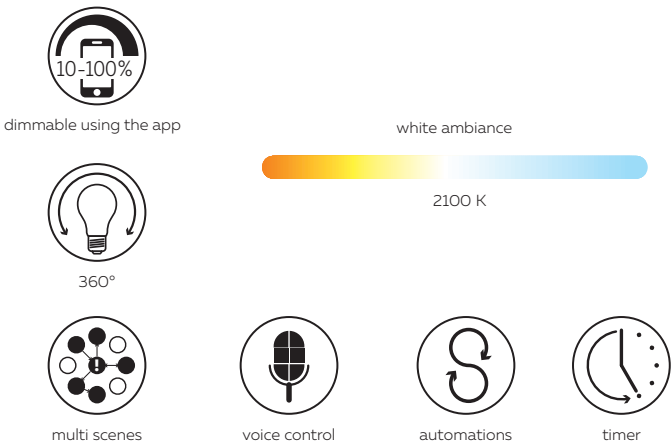 10-100%
dimmable using the app
white ambiance
2100 K
360°
!
multi scenes
voice control
automations
timer